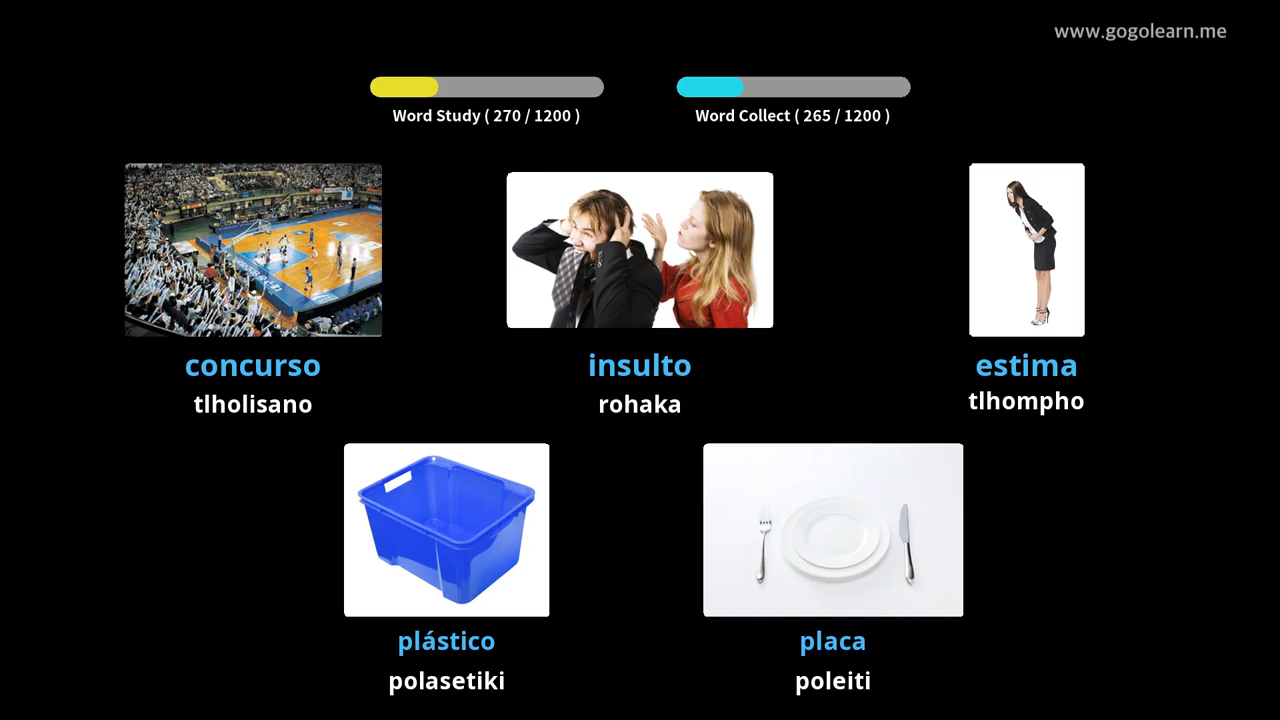 www.gogolearn.me
Word Study ( 270 / 1200 )
Word Collect ( 265 / 1200 )
concurso
tlholisano
insulto
rohaka
estima
tlhompho
plástico
polasetiki
placa
poleiti